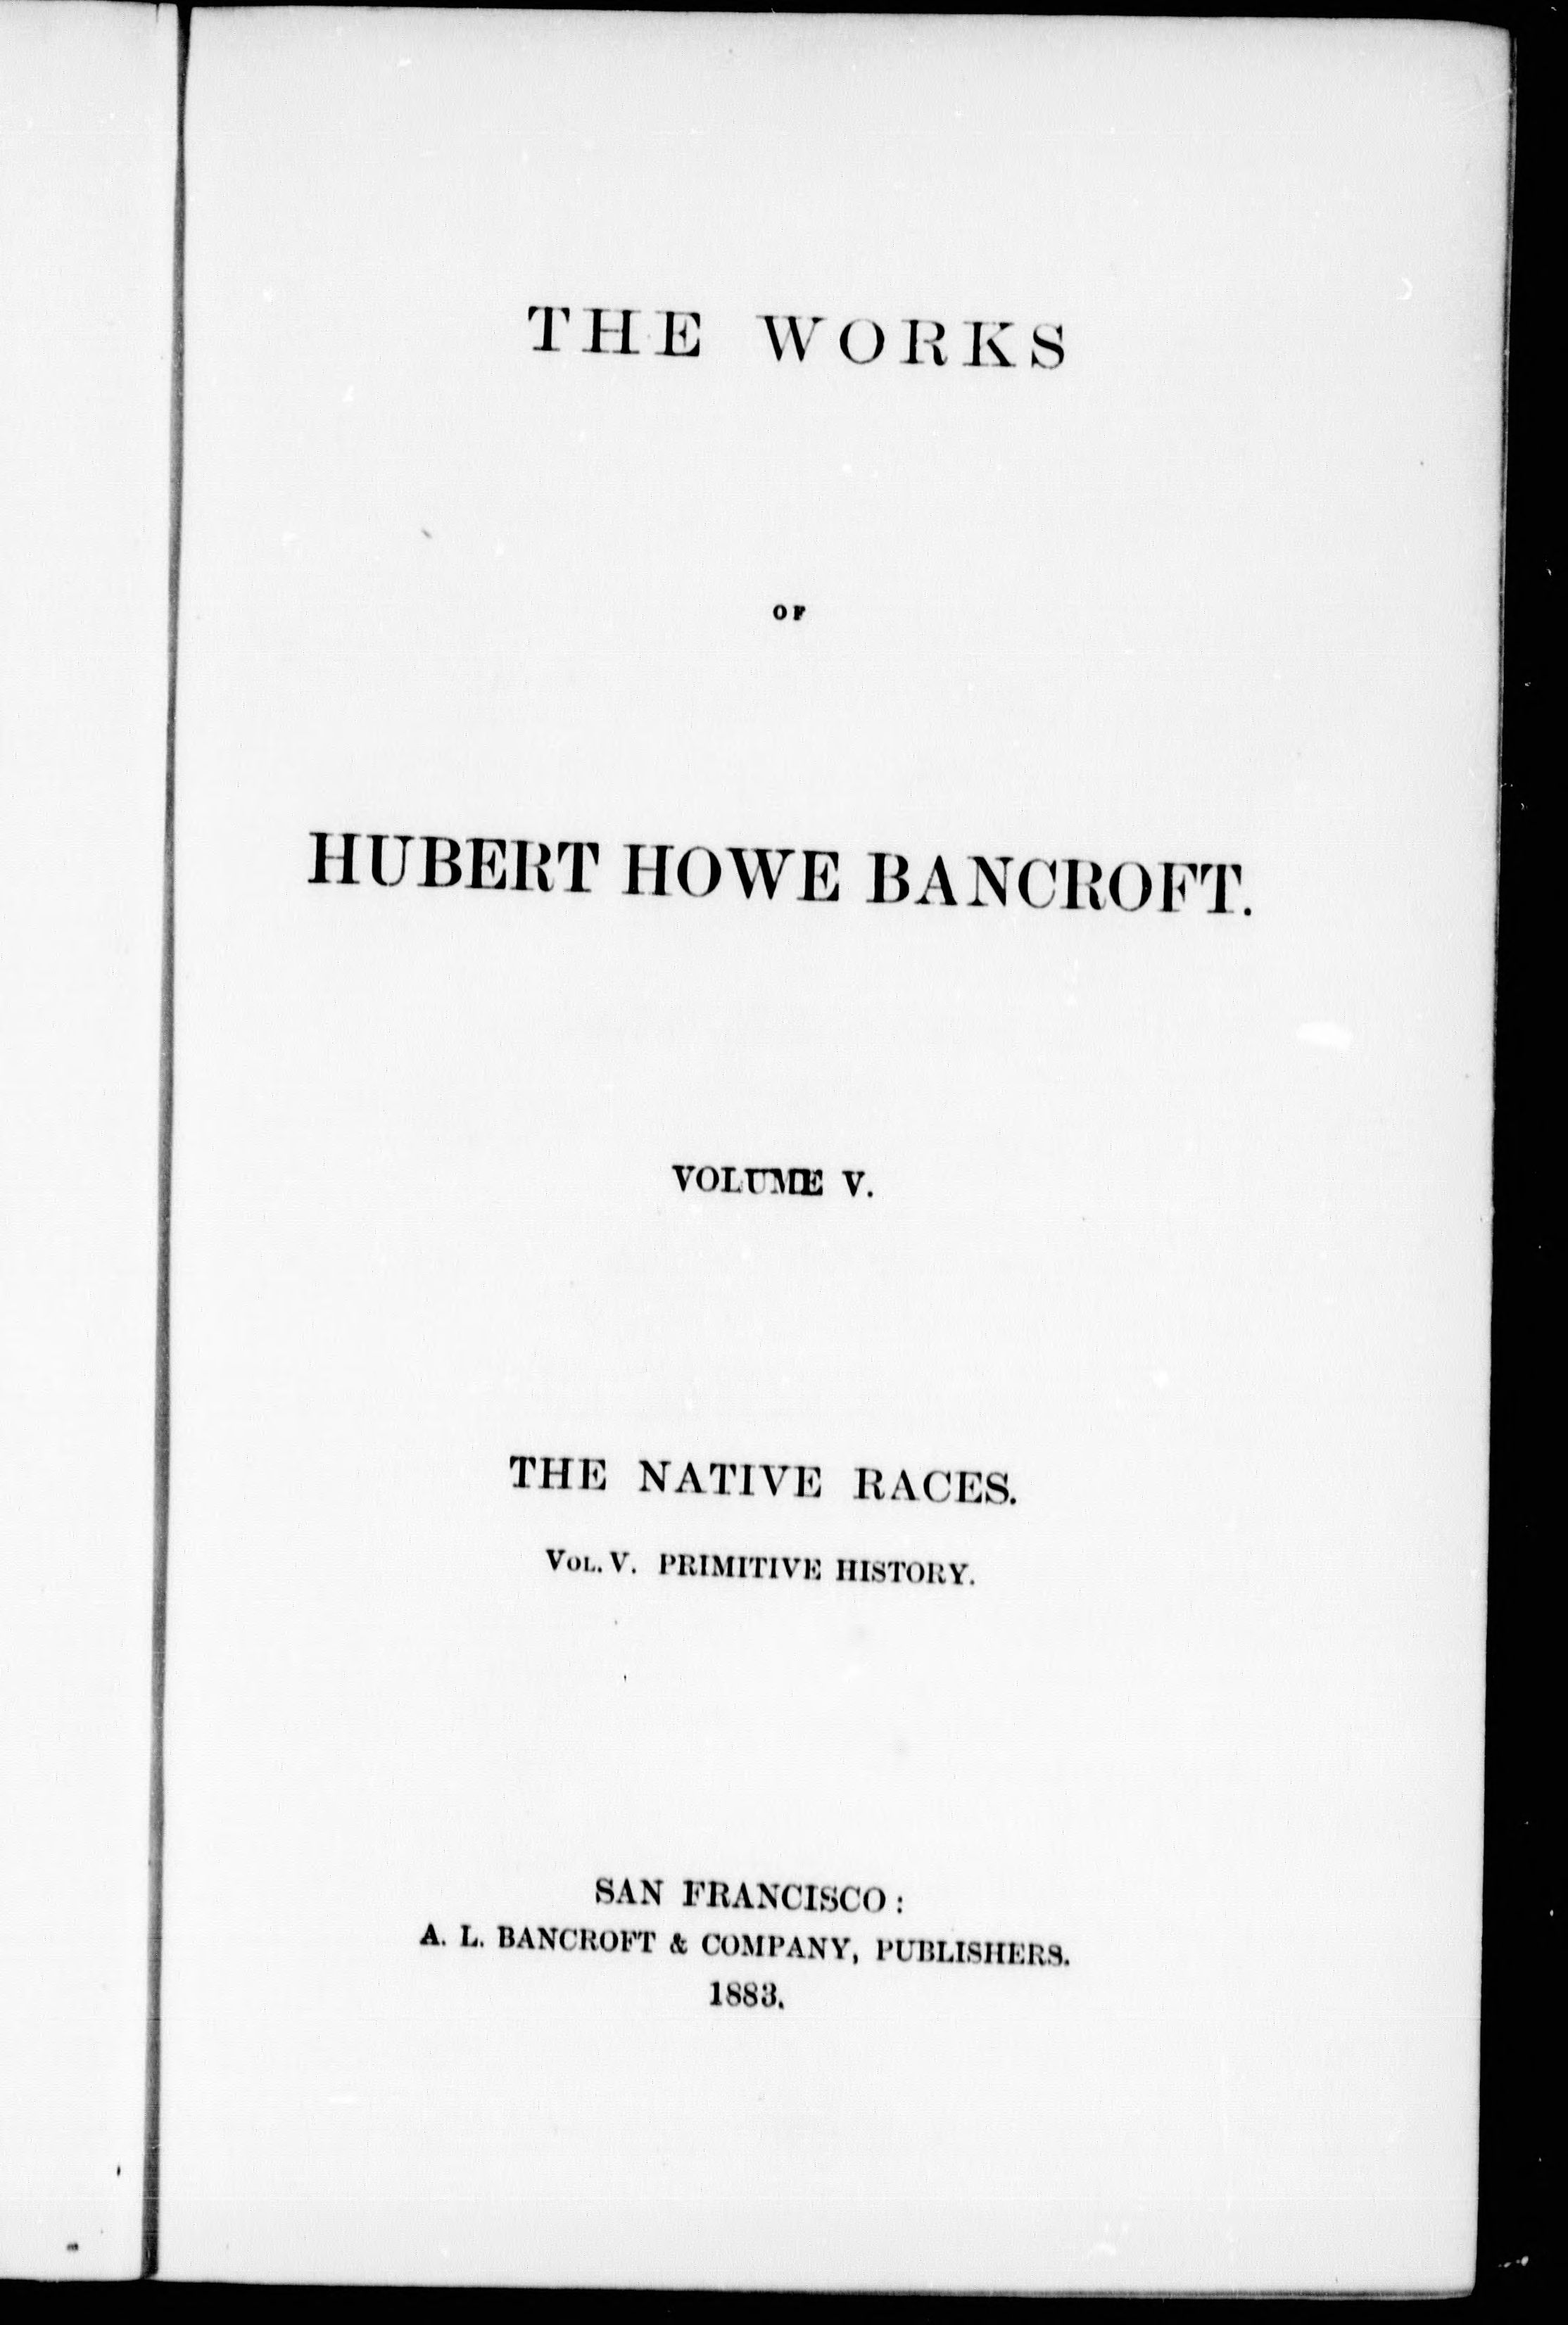 THE WORKS
OF
HUBERT HOWE BANCROFT.
VOLUME V.
THE NATIVE RACES.
VOL. V. PRIMITIVE HISTORY.
SAN FRANCISCO:
A. L. BANCROFT & COMPANY, PUBLISHERS.
1883.